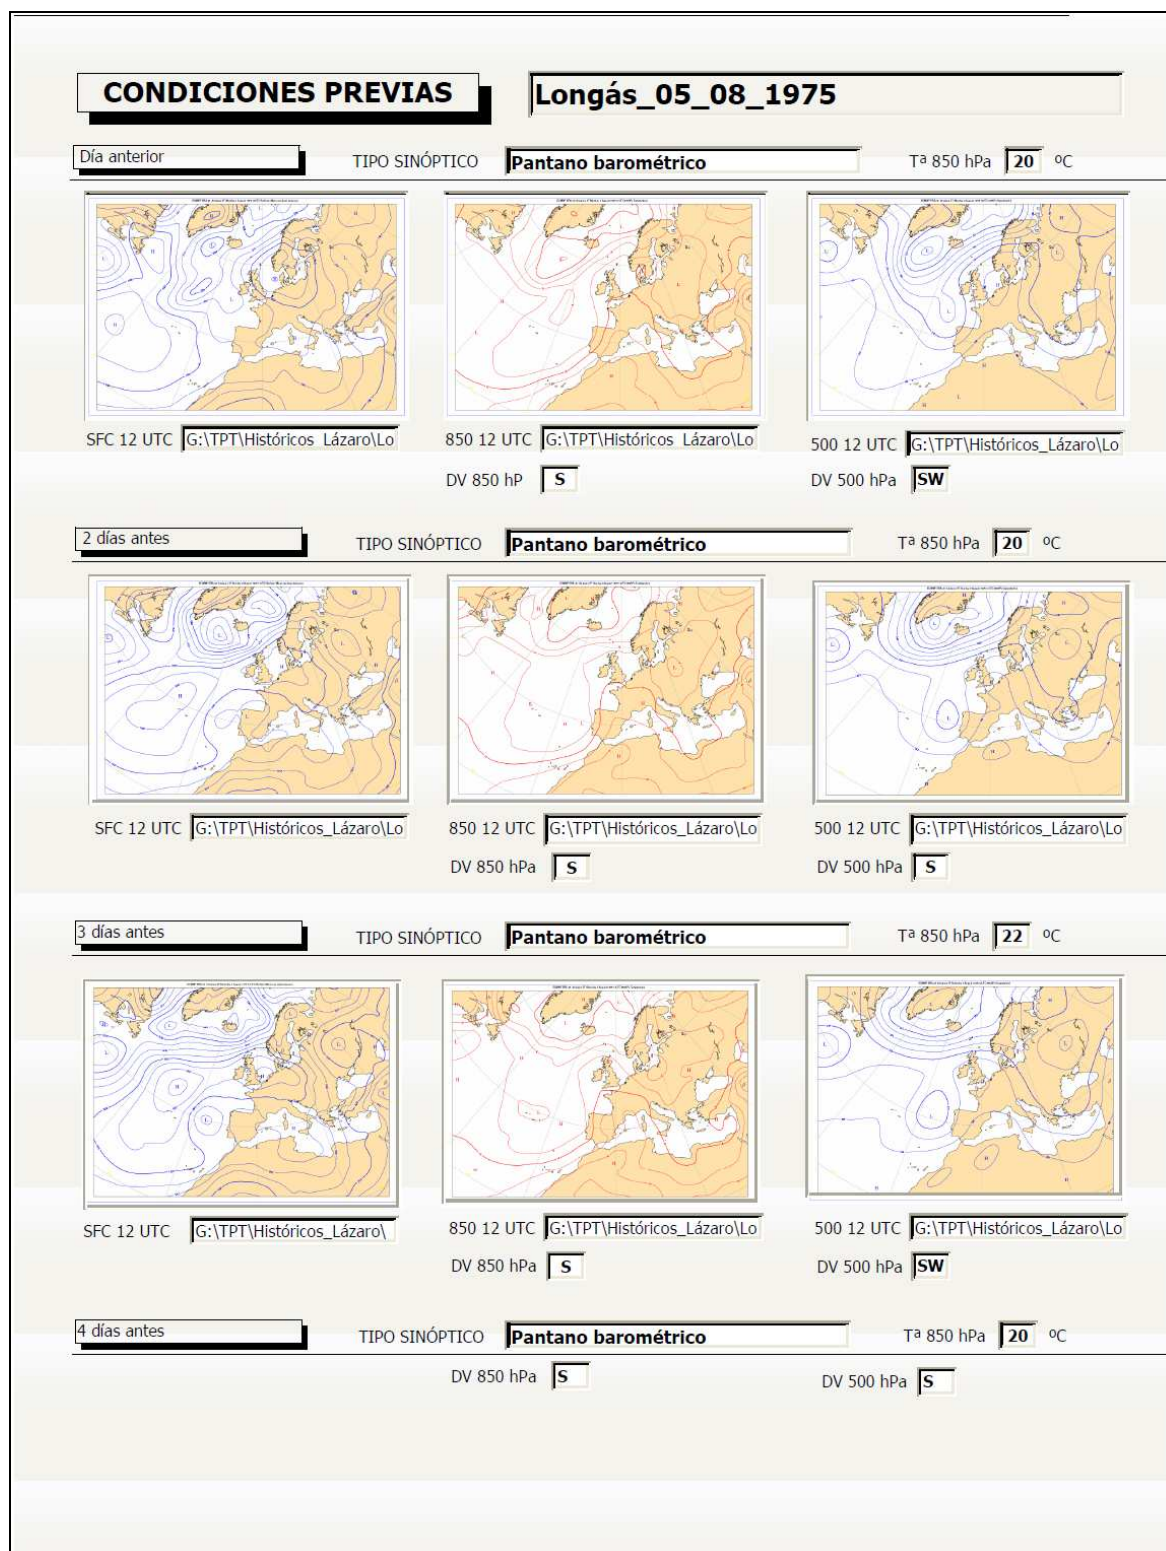 CONDICIONES PREVIAS Longás_05_08_1975
Día anterior TIPO SINÓPTICO Pantano barométrico Tª 850 hPa 20 ºC
SFC 12 UTC G:\TPT\Históricos_Lázaro\Lo 850 12 UTC G:\TPT\Históricos_Lázaro\Lo 500 12 UTC G:\TPT\Históricos_Lázaro\Lo
DV 850 hP S DV 500 hPa SW
2 días antes TIPO SINÓPTICO Pantano barométrico Tª 850 hPa 20 ºC
SFC 12 UTC G:\TPT\Históricos_Lázaro\Lo 850 12 UTC G:\TPT\Históricos_Lázaro\Lo 500 12 UTC G:\TPT\Históricos_Lázaro\Lo
DV 850 hPa S DV 500 hPa S
3 días antes TIPO SINÓPTICO Pantano barométrico Tª 850 hPa 22 ºC
SFC 12 UTC G:\TPT\Históricos_Lázaro\ 850 12 UTC G:\TPT\Históricos_Lázaro\Lo 500 12 UTC G:\TPT\Históricos_Lázaro\Lo
DV 850 hPa S DV 500 hPa SW
4 días antes TIPO SINÓPTICO Pantano barométrico Tª 850 hPa 20 ºC
DV 850 hPa S DV 500 hPa S